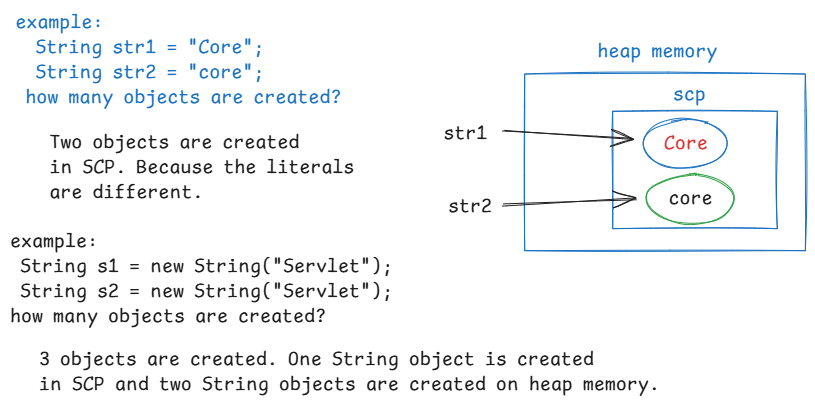 example:
String str1 = "Core";
String str2 = "core";
how many objects are created?
Two objects are created
in SCP. Because the literals
are different.
heap memory
scp
str1
Core
str2
core
example:
String s1 = new String("Servlet");
String s2 = new String("Servlet");
how many objects are created?
3 objects are created. One String object is created
in SCP and two String objects are created on heap memory.